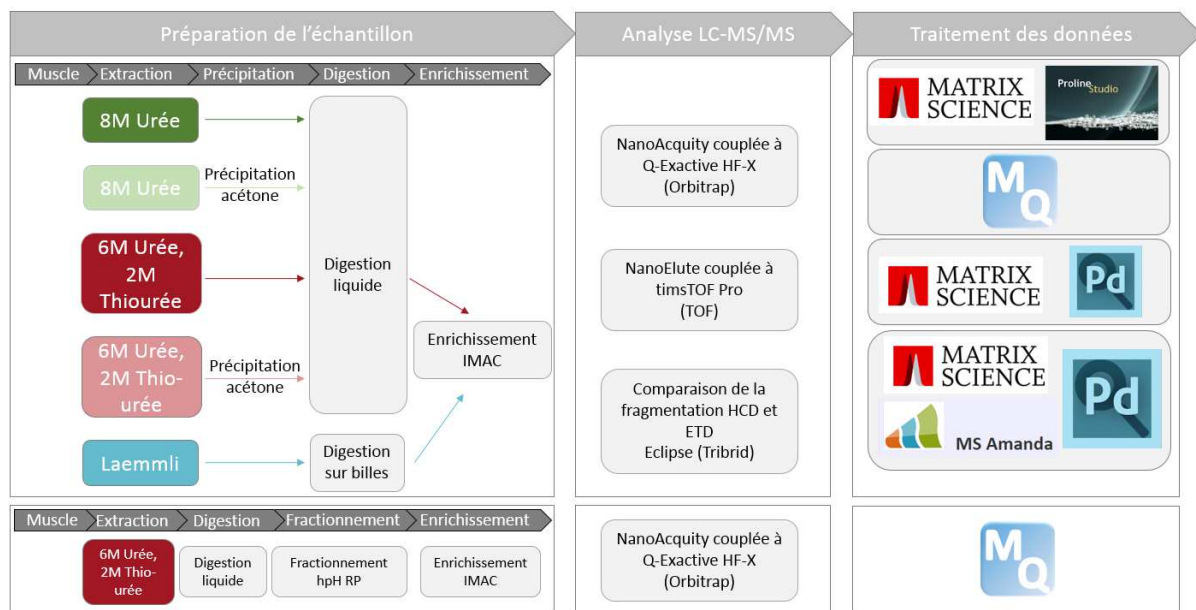 Préparation de l'échantillon
Analyse LC-MS/MS
Traitement des données
Muscle Extraction Précipitation Digestion Enrichissement
8M Urée
8M Urée
Précipitation
acétone
6M Urée,
2M
Thiourée
6M Urée,
2M Thio-
urée
Précipitation
acétone
Laemmli
Digestion
liquide
Digestion
sur billes
Enrichissement
IMAC
NanoAcquity couplée à
Q-Exactive HF-X
(Orbitrap)
NanoElute couplée à
timsTOF Pro
(TOF)
Comparaison de la
fragmentation HCD et
ETD
Eclipse (Tribrid)
MATRIX
SCIENCE
Proline
Studio
M
Q
MATRIX
SCIENCE
Pd
MATRIX
SCIENCE
MS Amanda
Pd
Muscle Extraction Digestion Fractionnement Enrichissement
6M Urée,
2M Thio-
urée
Digestion
liquide
Fractionnement
hpH RP
Enrichissement
IMAC
NanoAcquity couplée à
Q-Exactive HF-X
(Orbitrap)
M
Q